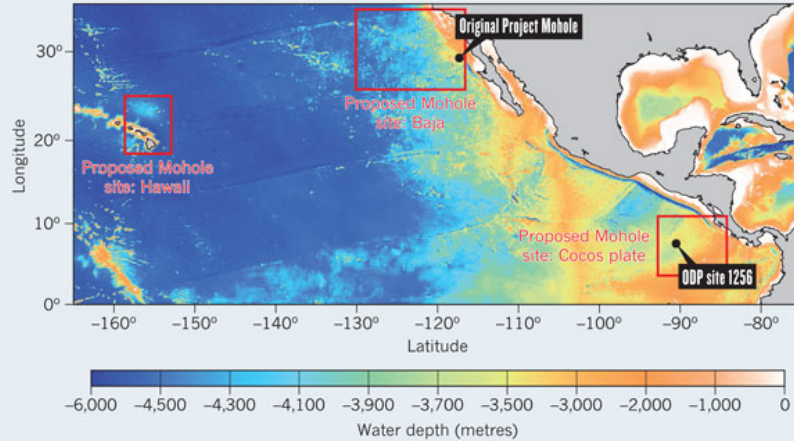 Original Project Mohole
Proposed Mohole
site: Baja
Proposed Mohole
site: Hawaii
Proposed Mohole
site: Cocos plate
ODP site 1256
Longitude
30°
20°
10°
0°
–160° –150° –140° –130° –120° –110° –100° –90° –80°
Latitude
–6,000 –4,500 –4,300 –4,100 –3,900 –3,700 –3,500 –3,000 –2,000 –1,000 0
Water depth (metres)